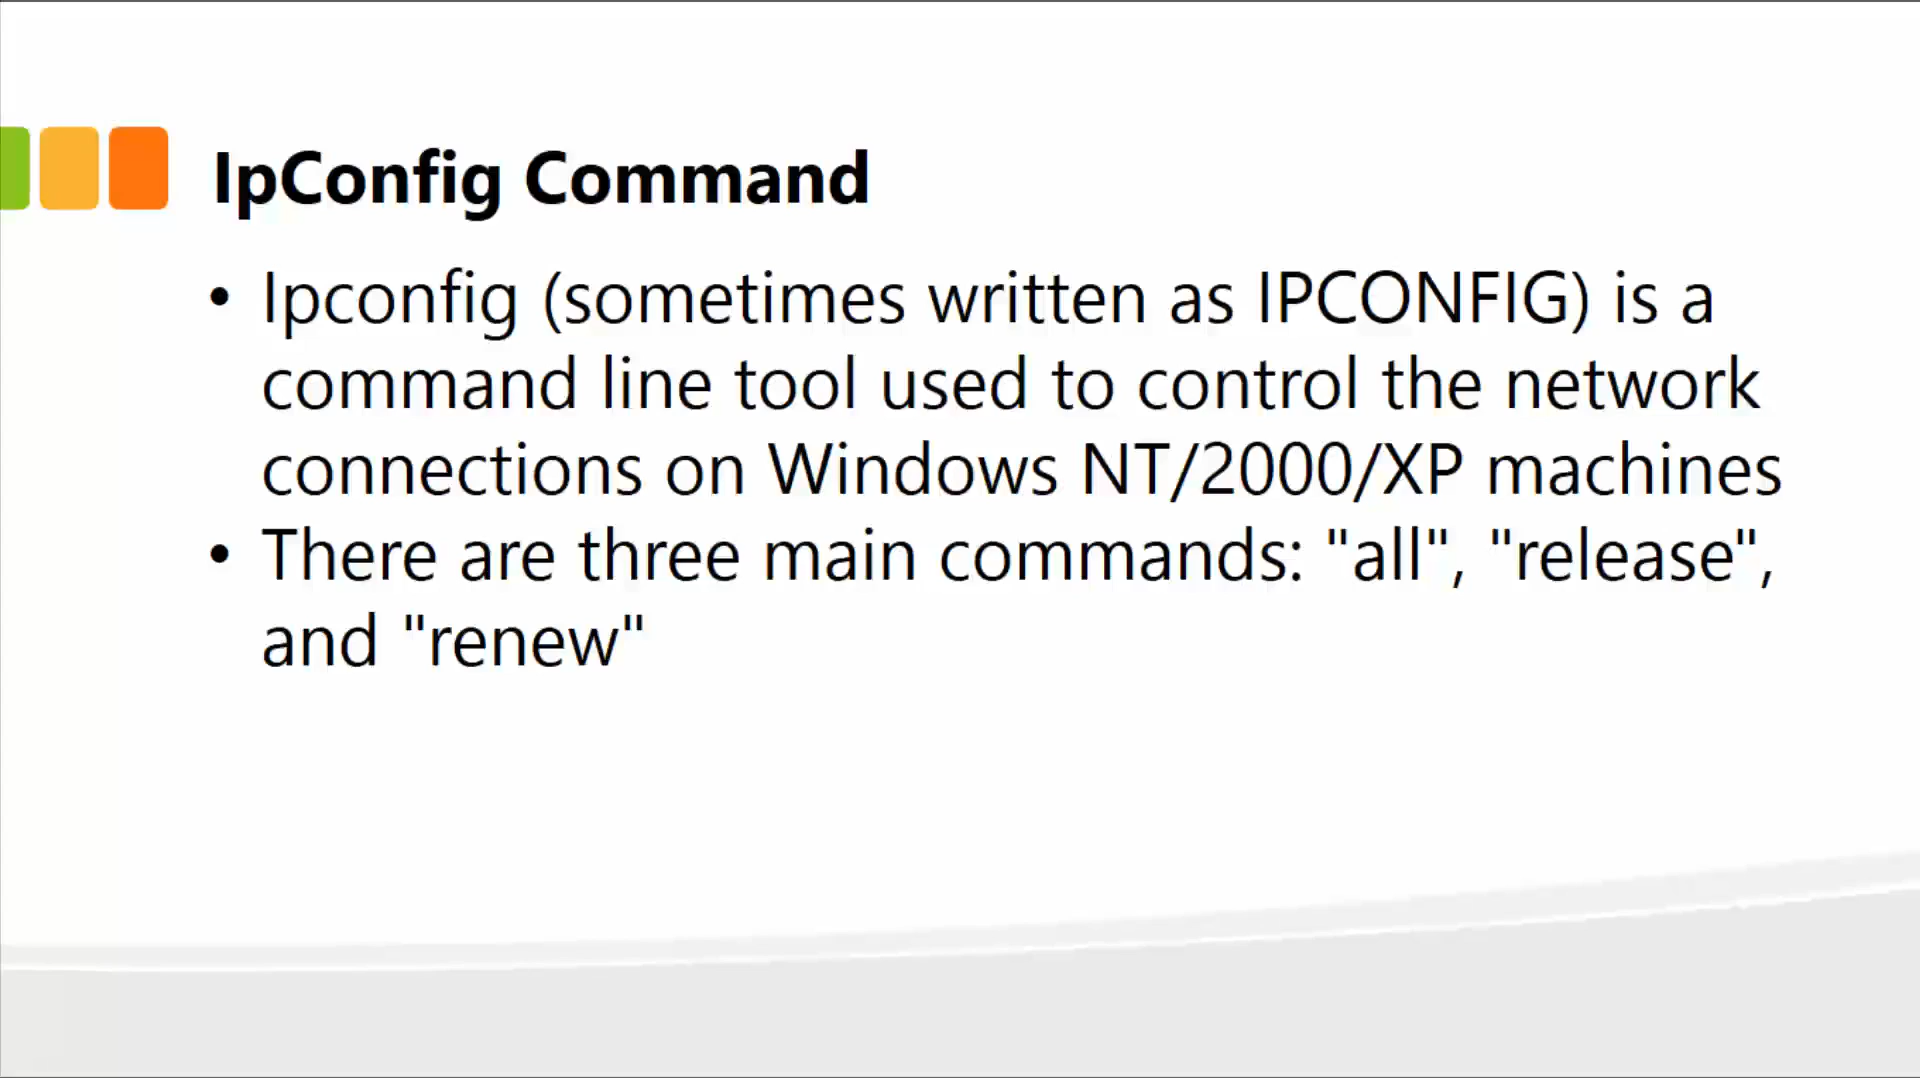 IpConfig Command
• Ipconfig (sometimes written as IPCONFIG) is a
command line tool used to control the network
connections on Windows NT/2000/XP machines
• There are three main commands: "all", "release",
and "renew"